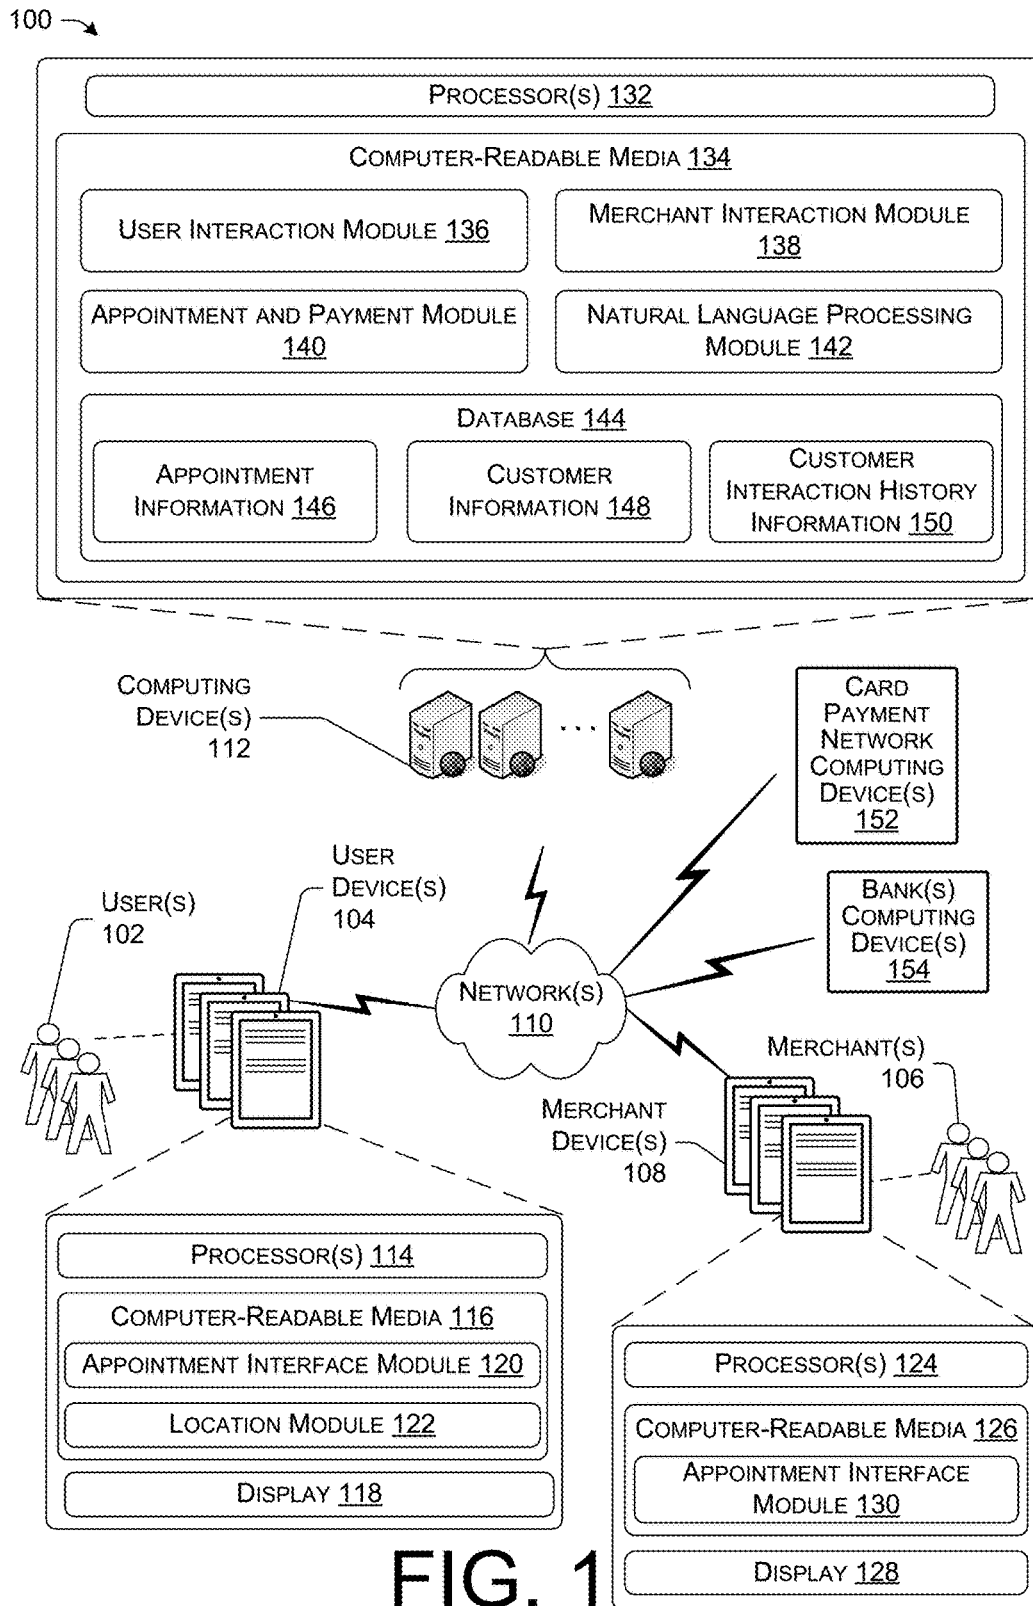 100
PROCESSOR(S) 132
COMPUTER-READABLE MEDIA 134
USER INTERACTION MODULE 136
MERCHANT INTERACTION MODULE
138
APPOINTMENT AND PAYMENT MODULE
140
NATURAL LANGUAGE PROCESSING
MODULE 142
DATABASE 144
APPOINTMENT
INFORMATION 146
CUSTOMER
INFORMATION 148
CUSTOMER
INTERACTION HISTORY
INFORMATION 150
COMPUTING
DEVICE(S)
112
. . .
CARD
PAYMENT
NETWORK
COMPUTING
DEVICE(S)
152
USER
DEVICE(S)
104
USER(S)
102
BANK(S)
COMPUTING
DEVICE(S)
154
NETWORK(S)
110
MERCHANT(S)
106
MERCHANT
DEVICE(S)
108
PROCESSOR(S) 114
COMPUTER-READABLE MEDIA 116
APPOINTMENT INTERFACE MODULE 120
LOCATION MODULE 122
DISPLAY 118
PROCESSOR(S) 124
COMPUTER-READABLE MEDIA 126
APPOINTMENT INTERFACE
MODULE 130
DISPLAY 128
FIG. 1